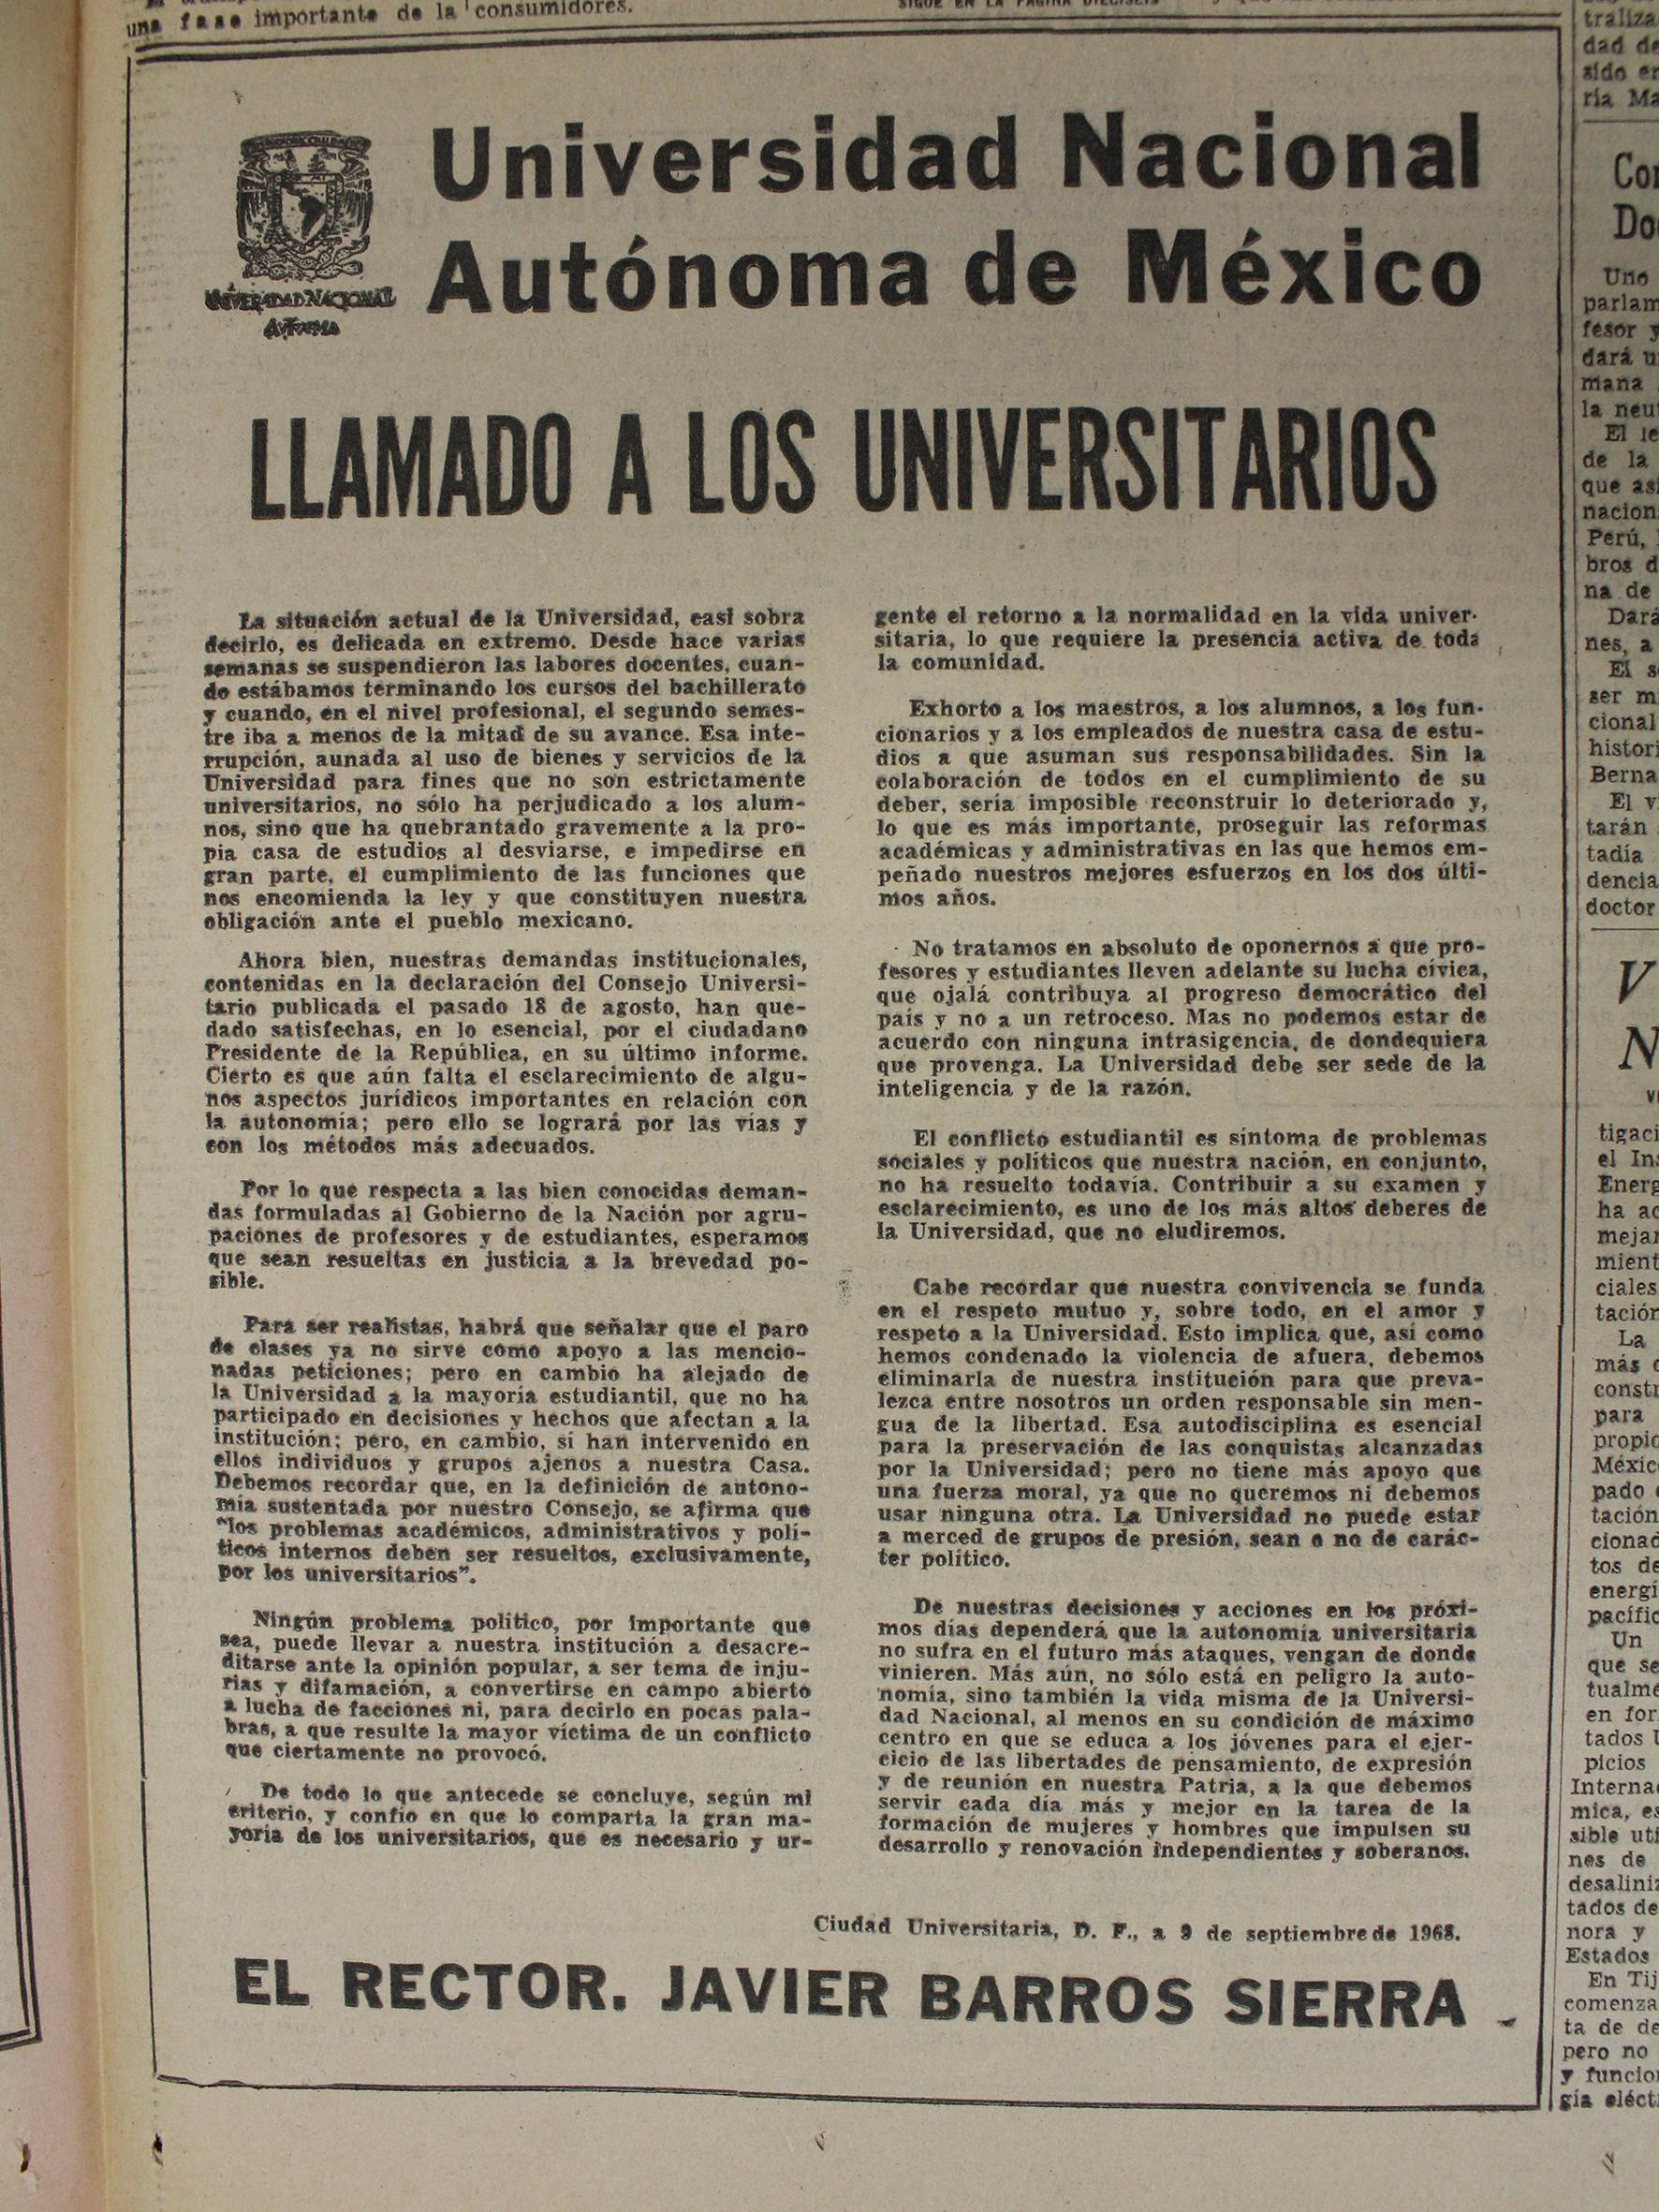 una fase importante de la consumidores.
SIGUE EN LA PAGINA DIECISEIS
Universidad Nacional
Autónoma de México
UNIVERSIDAD NACIONAL
LLAMADO A LOS UNIVERSITARIOS
La situación actual de la Universidad, casi sobra
decirlo, es delicada en extremo. Desde hace varias
semanas se suspendieron las labores docentes, cuan-
do estábamos terminando los cursos del bachillerato
y cuando, en el nivel profesional, el segundo semes-
tre iba a menos de la mitad de su avance. Esa inte-
rrupción, aunada al uso de bienes y servicios de la
Universidad para fines que no son estrictamente
universitarios, no sólo ha perjudicado a los alum-
nos, sino que ha quebrantado gravemente a la pro-
pia casa de estudios al desviarse, e impedirse en
gran parte, el cumplimiento de las funciones que
nos encomienda la ley y que constituyen nuestra
obligación ante el pueblo mexicano.
Ahora bien, nuestras demandas institucionales,
contenidas en la declaración del Consejo Universi-
tario publicada el pasado 18 de agosto, han que-
dado satisfechas, en lo esencial, por el ciudadano
Presidente de la República, en su último informe.
Cierto es que aún falta el esclarecimiento de algu-
nos aspectos jurídicos importantes en relación con
la autonomía; pero ello se logrará por las vías y
con los métodos más adecuados.
Por lo que respecta a las bien conocidas deman-
das formuladas al Gobierno de la Nación por agru-
paciones de profesores y de estudiantes, esperamos
que sean resueltas en justicia a la brevedad po-
sible.
Para ser realistas, habrá que señalar que el paro
de clases ya no sirve como apoyo a las mencio-
nadas peticiones; pero en cambio ha alejado de
la Universidad a la mayoría estudiantil, que no ha
participado en decisiones y hechos que afectan a la
institución; pero, en cambio, sí han intervenido en
ellos individuos y grupos ajenos a nuestra Casa.
Debemos recordar que, en la definición de autono-
mía sustentada por nuestro Consejo, se afirma que
"los problemas académicos, administrativos y polí-
ticos internos deben ser resueltos, exclusivamente,
por los universitarios".
Ningún problema político, por importante que
sea, puede llevar a nuestra institución a desacre-
ditarse ante la opinión popular, a ser tema de inju-
rias y difamación, a convertirse en campo abierto
a lucha de facciones ni, para decirlo en pocas pala-
bras, a que resulte la mayor víctima de un conflicto
que ciertamente no provocó.
De todo lo que antecede se concluye, según mi
criterio, y confío en que lo comparta la gran ma-
yoría de los universitarios, que es necesario y ur-
gente el retorno a la normalidad en la vida univer-
sitaria, lo que requiere la presencia activa de toda
la comunidad.
Exhorto a los maestros, a los alumnos, a los fun-
cionarios y a los empleados de nuestra casa de estu-
dios a que asuman sus responsabilidades. Sin la
colaboración de todos en el cumplimiento de su
deber, sería imposible reconstruir lo deteriorado y,
lo que es más importante, proseguir las reformas
académicas y administrativas en las que hemos em-
peñado nuestros mejores esfuerzos en los dos últi-
mos años.
No tratamos en absoluto de oponernos a que pro-
fesores y estudiantes lleven adelante su lucha cívica,
que ojalá contribuya al progreso democrático del
país y no a un retroceso. Mas no podemos estar de
acuerdo con ninguna intrasigencia, de dondequiera
que provenga. La Universidad debe ser sede de la
inteligencia y de la razón.
El conflicto estudiantil es síntoma de problemas
sociales y políticos que nuestra nación, en conjunto,
no ha resuelto todavía. Contribuir a su examen y
esclarecimiento, es uno de los más altos deberes de
la Universidad, que no eludiremos.
Cabe recordar que nuestra convivencia se funda
en el respeto mutuo y, sobre todo, en el amor y
respeto a la Universidad. Esto implica que, así como
hemos condenado la violencia de afuera, debemos
eliminarla de nuestra institución para que preva-
lezca entre nosotros un orden responsable sin men-
gua de la libertad. Esa autodisciplina es esencial
para la preservación de las conquistas alcanzadas
por la Universidad; pero no tiene más apoyo que
una fuerza moral, ya que no queremos ni debemos
usar ninguna otra. La Universidad no puede estar
a merced de grupos de presión, sean o no de carác-
ter político.
De nuestras decisiones y acciones en los próxi-
mos días dependerá que la autonomía universitaria
no sufra en el futuro más ataques, vengan de donde
vinieren. Más aún, no sólo está en peligro la auto-
nomía, sino también la vida misma de la Universi-
dad Nacional, al menos en su condición de máximo
centro en que se educa a los jóvenes para el ejer-
cicio de las libertades de pensamiento, de expresión
y de reunión en nuestra Patria, a la que debemos
servir cada día más y mejor en la tarea de la
formación de mujeres y hombres que impulsen su
desarrollo y renovación independientes y soberanos.
Ciudad Universitaria, D. F., a 9 de septiembre de 1968.
EL RECTOR. JAVIER BARROS SIERRA